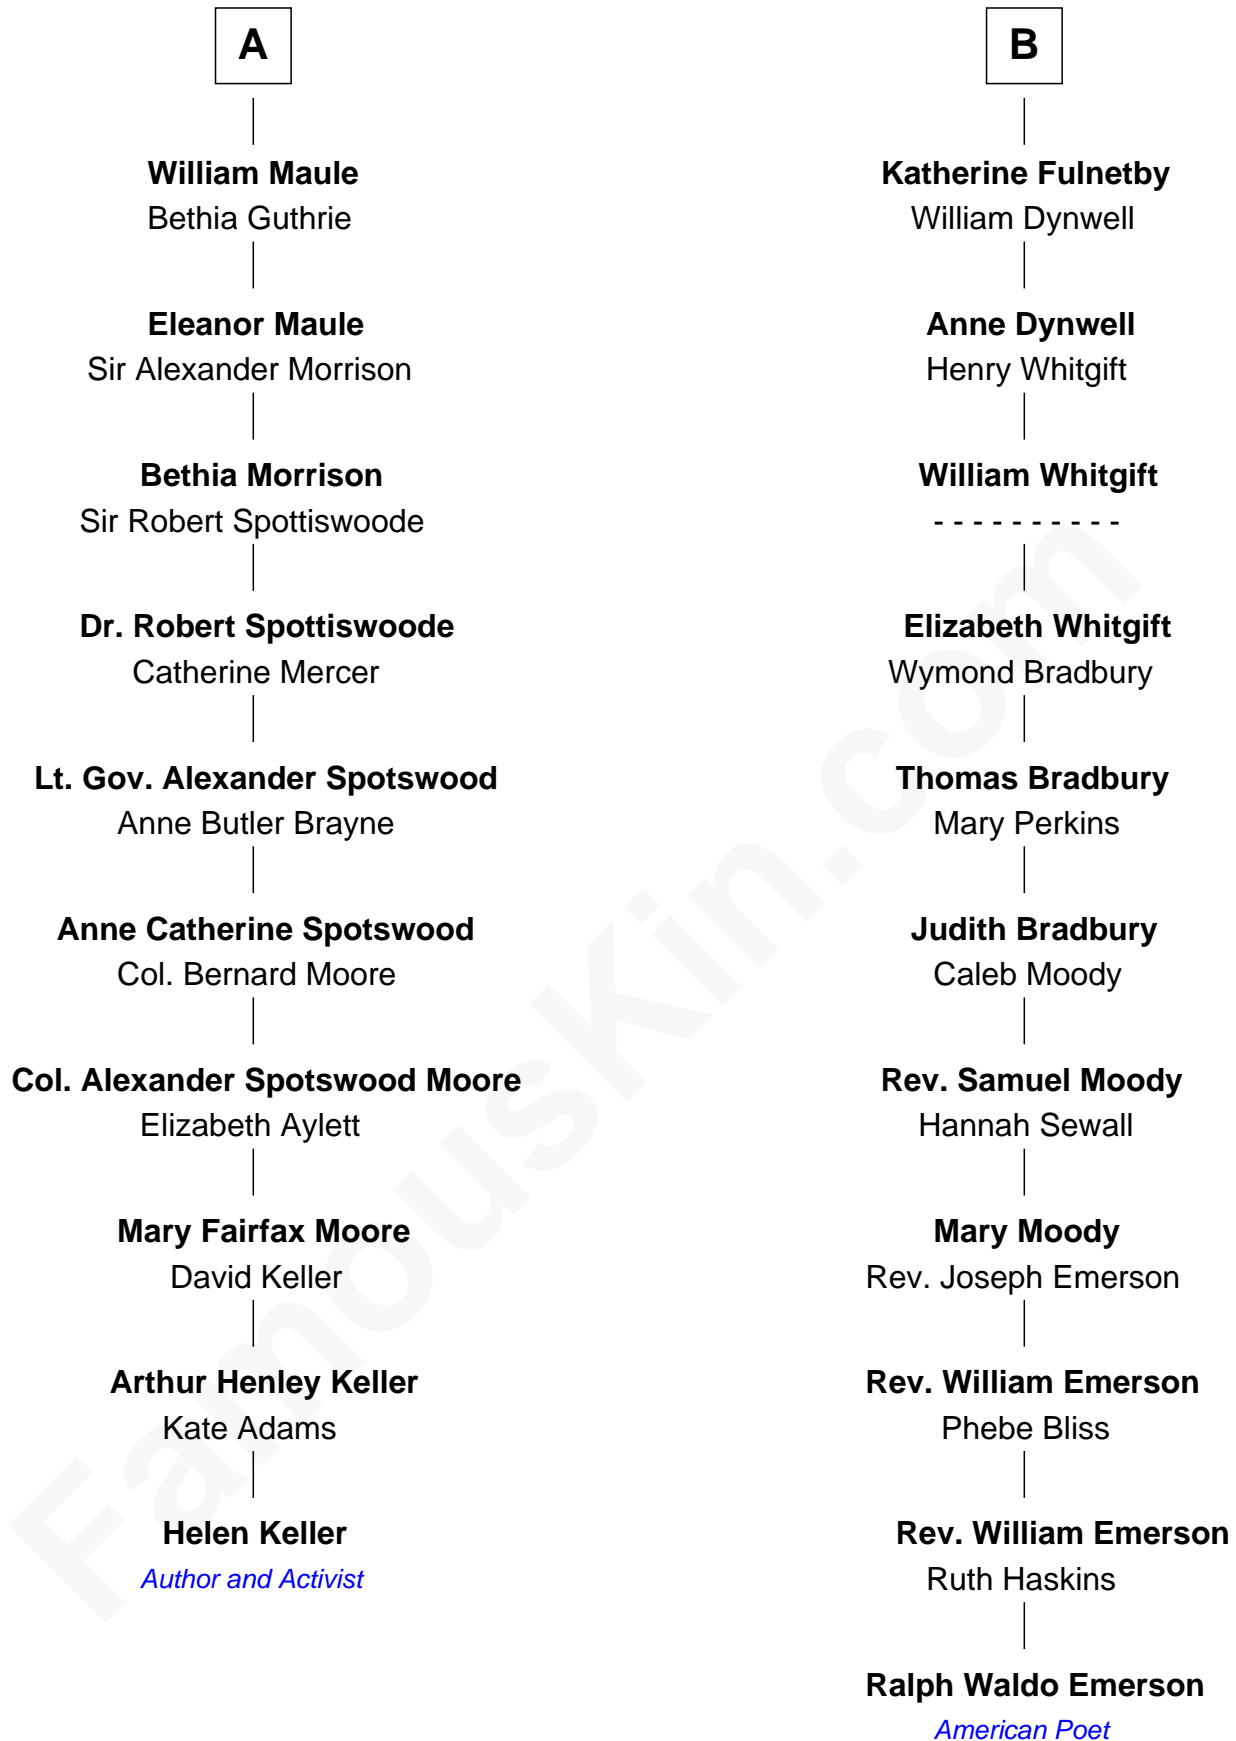 A
William Maule
Bethia Guthrie
Eleanor Maule
Sir Alexander Morrison
Bethia Morrison
Sir Robert Spottiswoode
Dr. Robert Spottiswoode
Catherine Mercer
Lt. Gov. Alexander Spotswood
Anne Butler Brayne
Anne Catherine Spotswood
Col. Bernard Moore
Col. Alexander Spotswood Moore
Elizabeth Aylett
Mary Fairfax Moore
David Keller
Arthur Henley Keller
Kate Adams
Helen Keller
Author and Activist
B
Katherine Fulnetby
William Dynwell
Anne Dynwell
Henry Whitgift
William Whitgift
- - - - - - - - - -
Elizabeth Whitgift
Wymond Bradbury
Thomas Bradbury
Mary Perkins
Judith Bradbury
Caleb Moody
Rev. Samuel Moody
Hannah Sewall
Mary Moody
Rev. Joseph Emerson
Rev. William Emerson
Phebe Bliss
Rev. William Emerson
Ruth Haskins
Ralph Waldo Emerson
American Poet
FamousKin.com